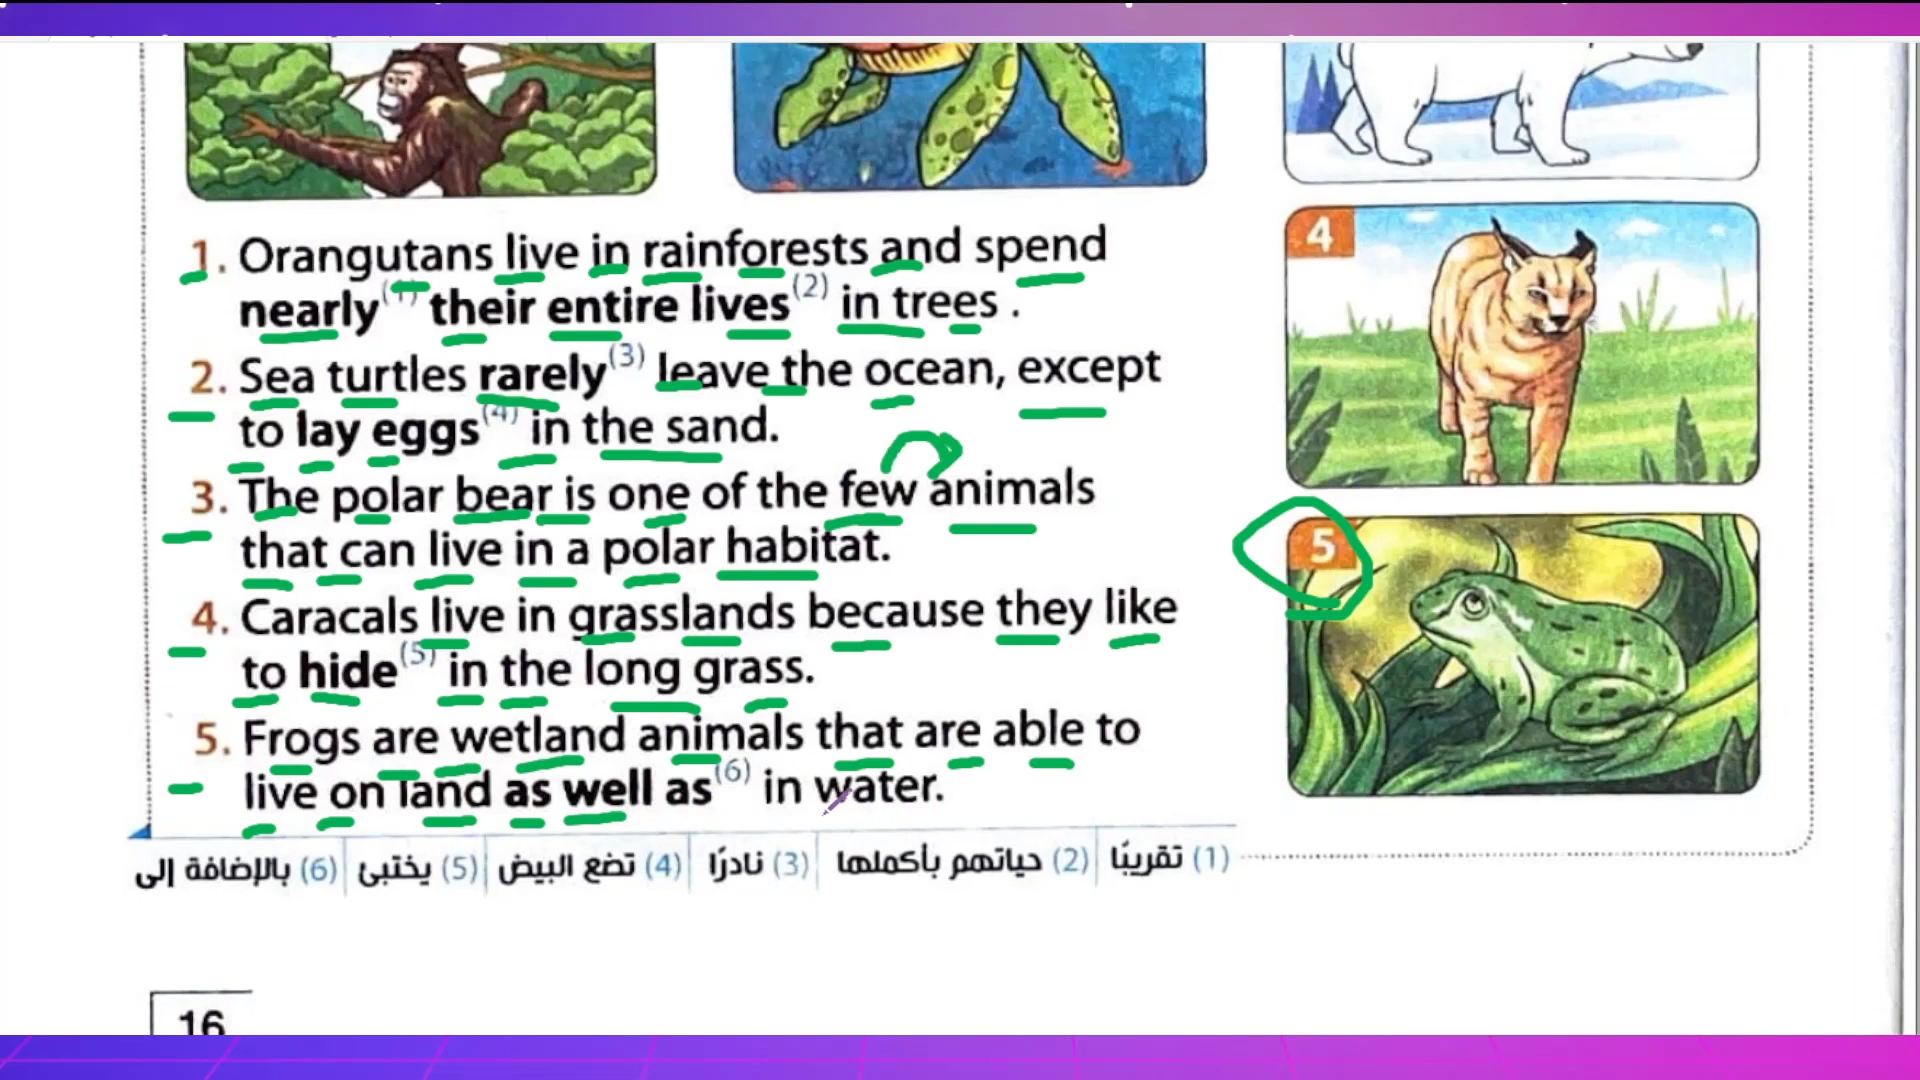 1. Orangutans live in rainforests and spend
nearly(1) their entire lives(2) in trees .
2. Sea turtles rarely(3) leave the ocean, except
to lay eggs(4) in the sand.
3. The polar bear is one of the few animals
that can live in a polar habitat.
4. Caracals live in grasslands because they like
to hide(5) in the long grass.
5. Frogs are wetland animals that are able to
live on land as well as(6) in water.
4
5
(1) تقريبًا
(2) حياتهم بأكملها
(3) نادرًا
(4) تضع البيض
(5) يختبئ
(6) بالإضافة إلى
16